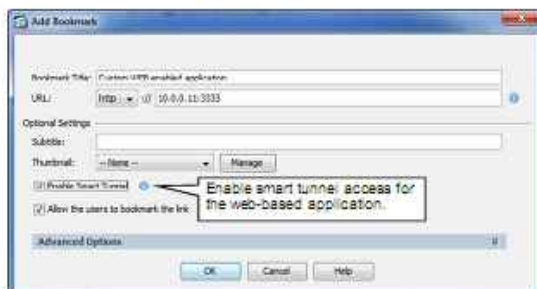 Add Bookmark
Bookmark Title: Custom WEB enabled application
URL: http :// 10.0.0.11:3333
Optional Settings
Subtitle:
Thumbnail: -- None -- Manage
Enable Smart Tunnel
Enable smart tunnel access for
the web-based application.
Allow the users to bookmark the link
Advanced Options
OK Cancel Help